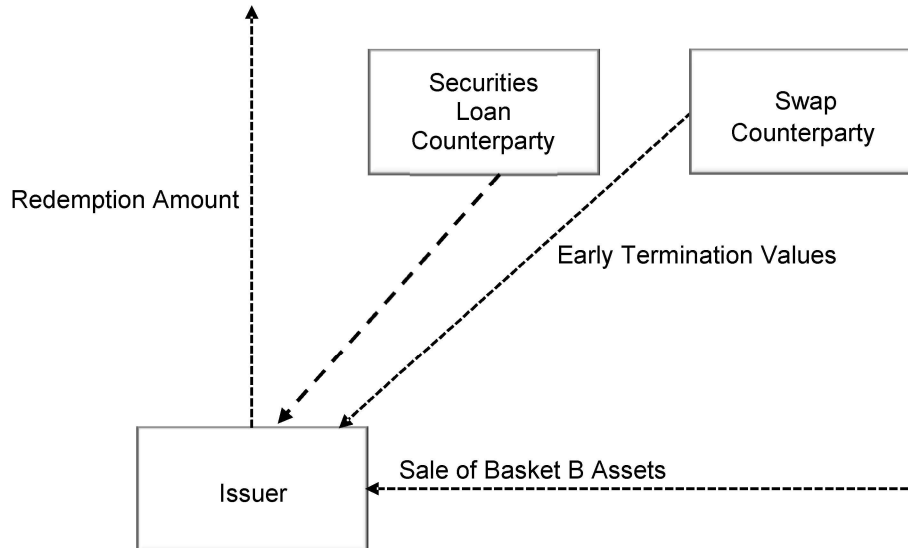 Securities
Loan
Counterparty
Swap
Counterparty
Redemption Amount
Early Termination Values
Sale of Basket B Assets
Issuer